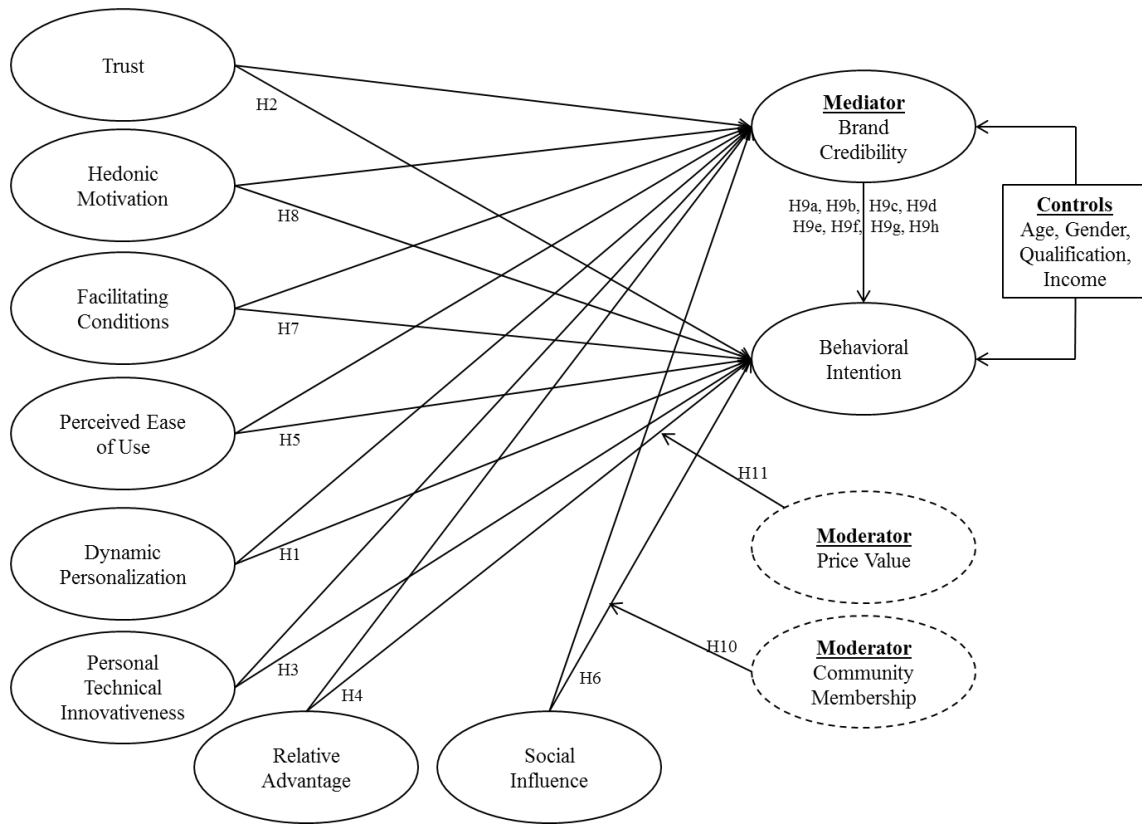 Trust
H2
Hedonic
Motivation
H8
Facilitating
Conditions
H7
Perceived Ease
of Use
H5
Dynamic
Personalization
H1
Personal
Technical
Innovativeness
H3
Relative
Advantage
H4
Social
Influence
H6
Mediator
Brand
Credibility
H9a, H9b, H9c, H9d
H9e, H9f, H9g, H9h
Controls
Age, Gender,
Qualification,
Income
Behavioral
Intention
H11
Moderator
Price Value
H10
Moderator
Community
Membership